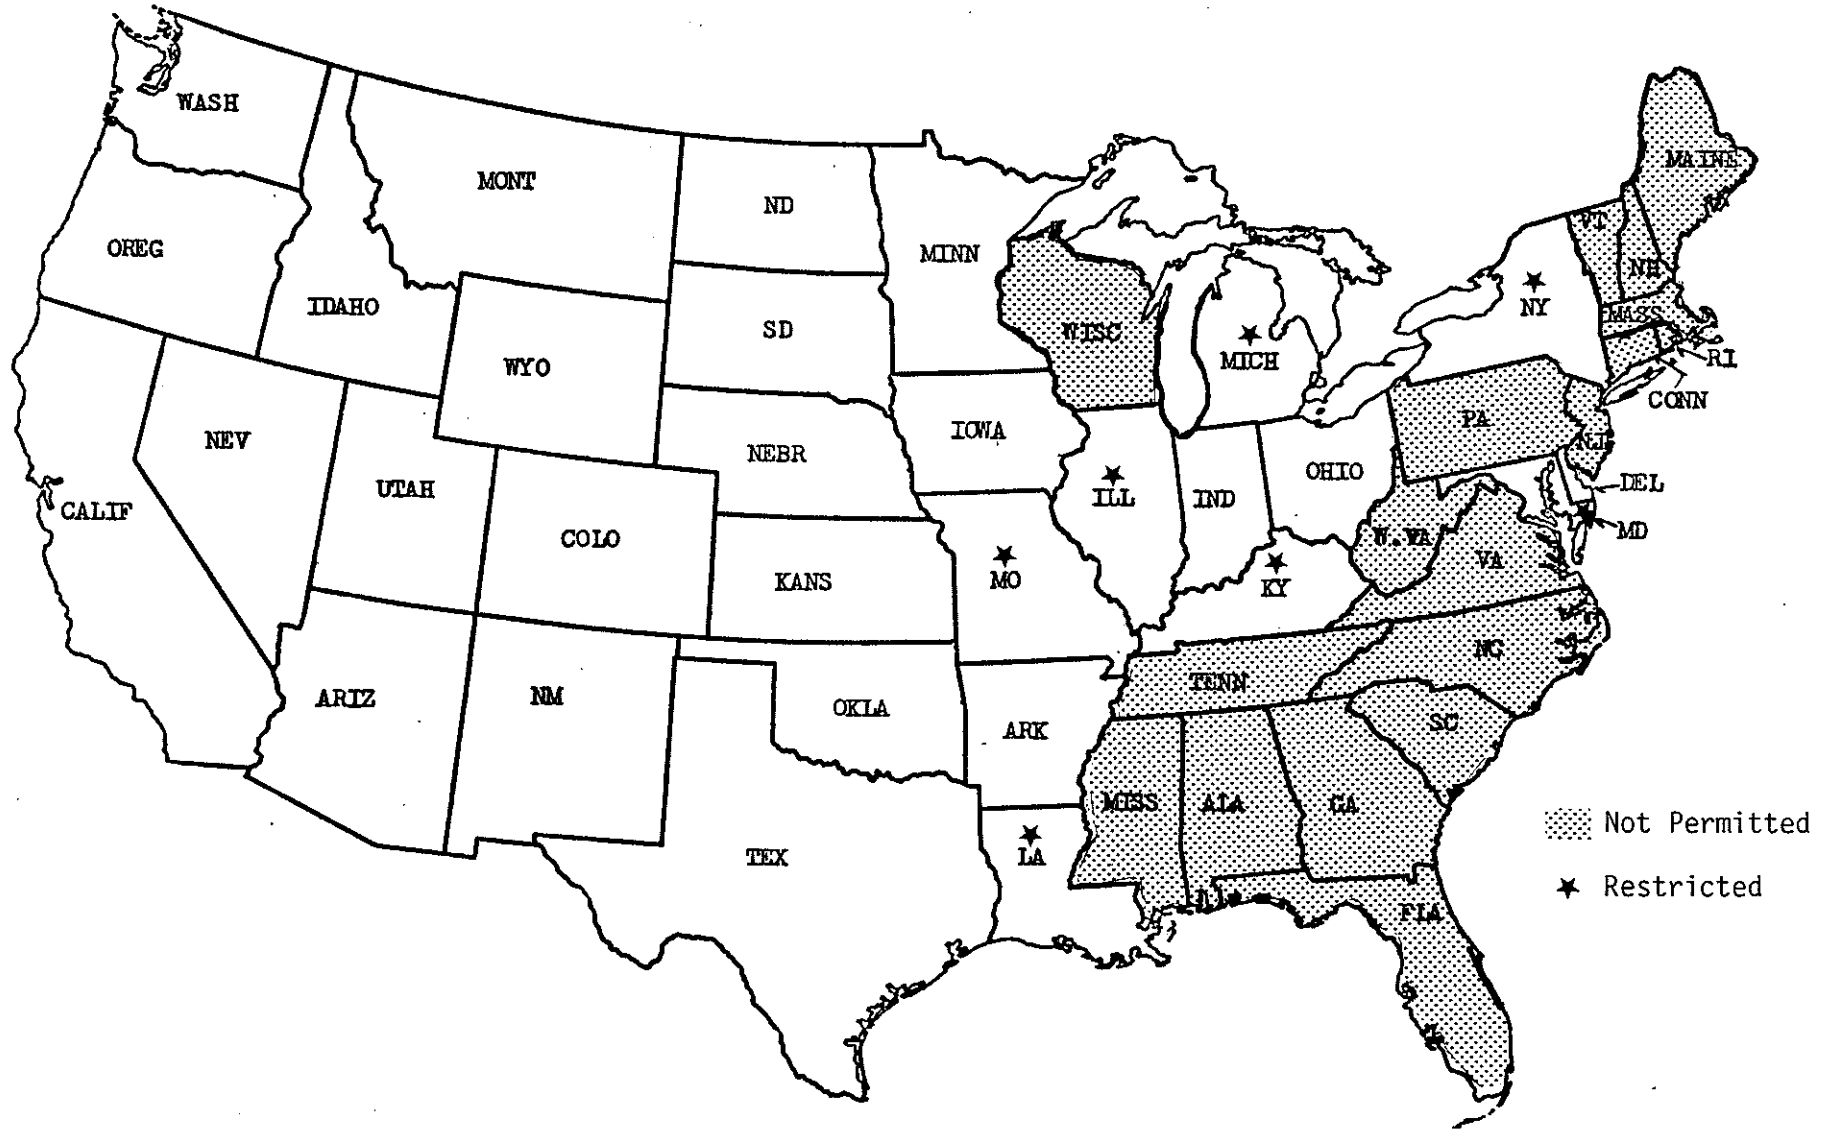 WASH
MONT
ND
MINN
MAINE
VT
NH
OREG
IDAHO
SD
WISC
MICH
NY
MASS
RI
CONN
WYO
NEV
UTAH
NEBR
IOWA
ILL
IND
OHIO
PA
NJ
DEL
MD
CALIF
COLO
KANS
MO
KY
W.VA
VA
NC
TENN
SC
ARIZ
NM
OKLA
ARK
MISS
ALA
GA
TEX
LA
FLA
Not Permitted
Restricted